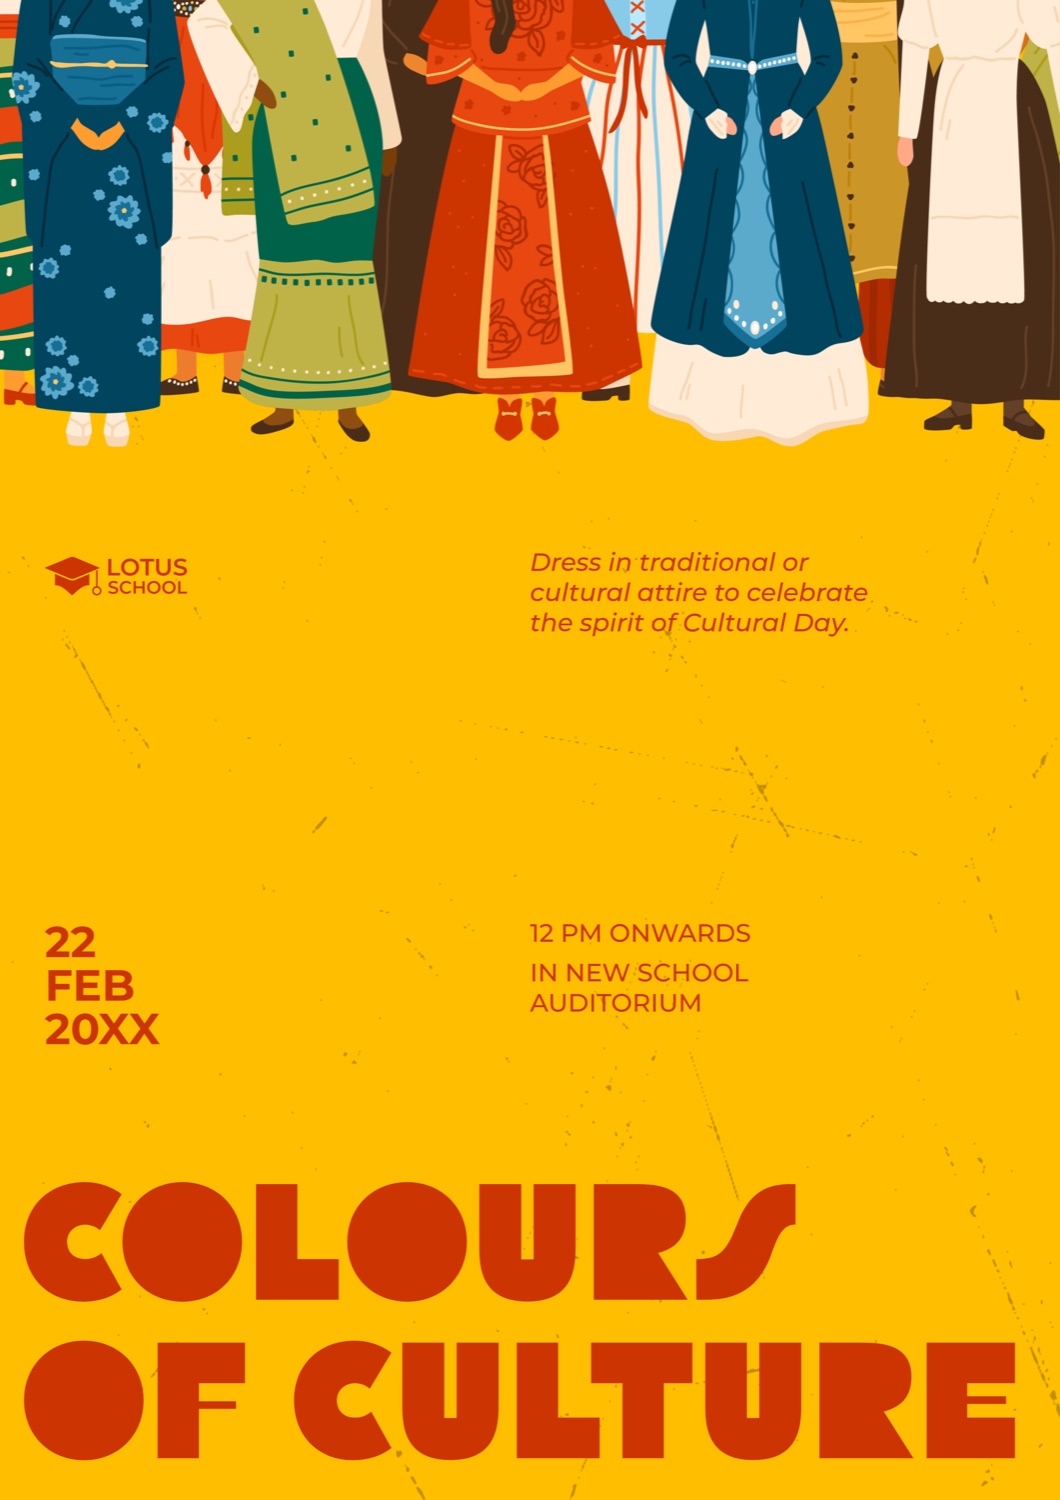 LOTUS
SCHOOL
Dress in traditional or
cultural attire to celebrate
the spirit of Cultural Day.
22
FEB
20XX
12 PM ONWARDS
IN NEW SCHOOL
AUDITORIUM
COLOURS
OF CULTURE